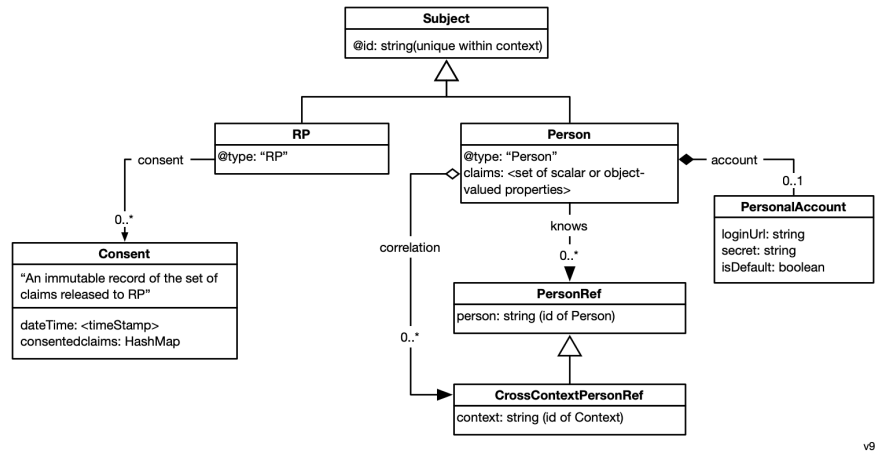 Subject
@id: string(unique within context)
RP
@type: “RP”
Person
@type: “Person”
claims: <set of scalar or object-
valued properties>
consent
0..*
account
0..1
PersonalAccount
loginUrl: string
secret: string
isDefault: boolean
knows
0..*
correlation
0..*
Consent
“An immutable record of the set of
claims released to RP”
dateTime: <timeStamp>
consentedclaims: HashMap
PersonRef
person: string (id of Person)
CrossContextPersonRef
context: string (id of Context)
v9